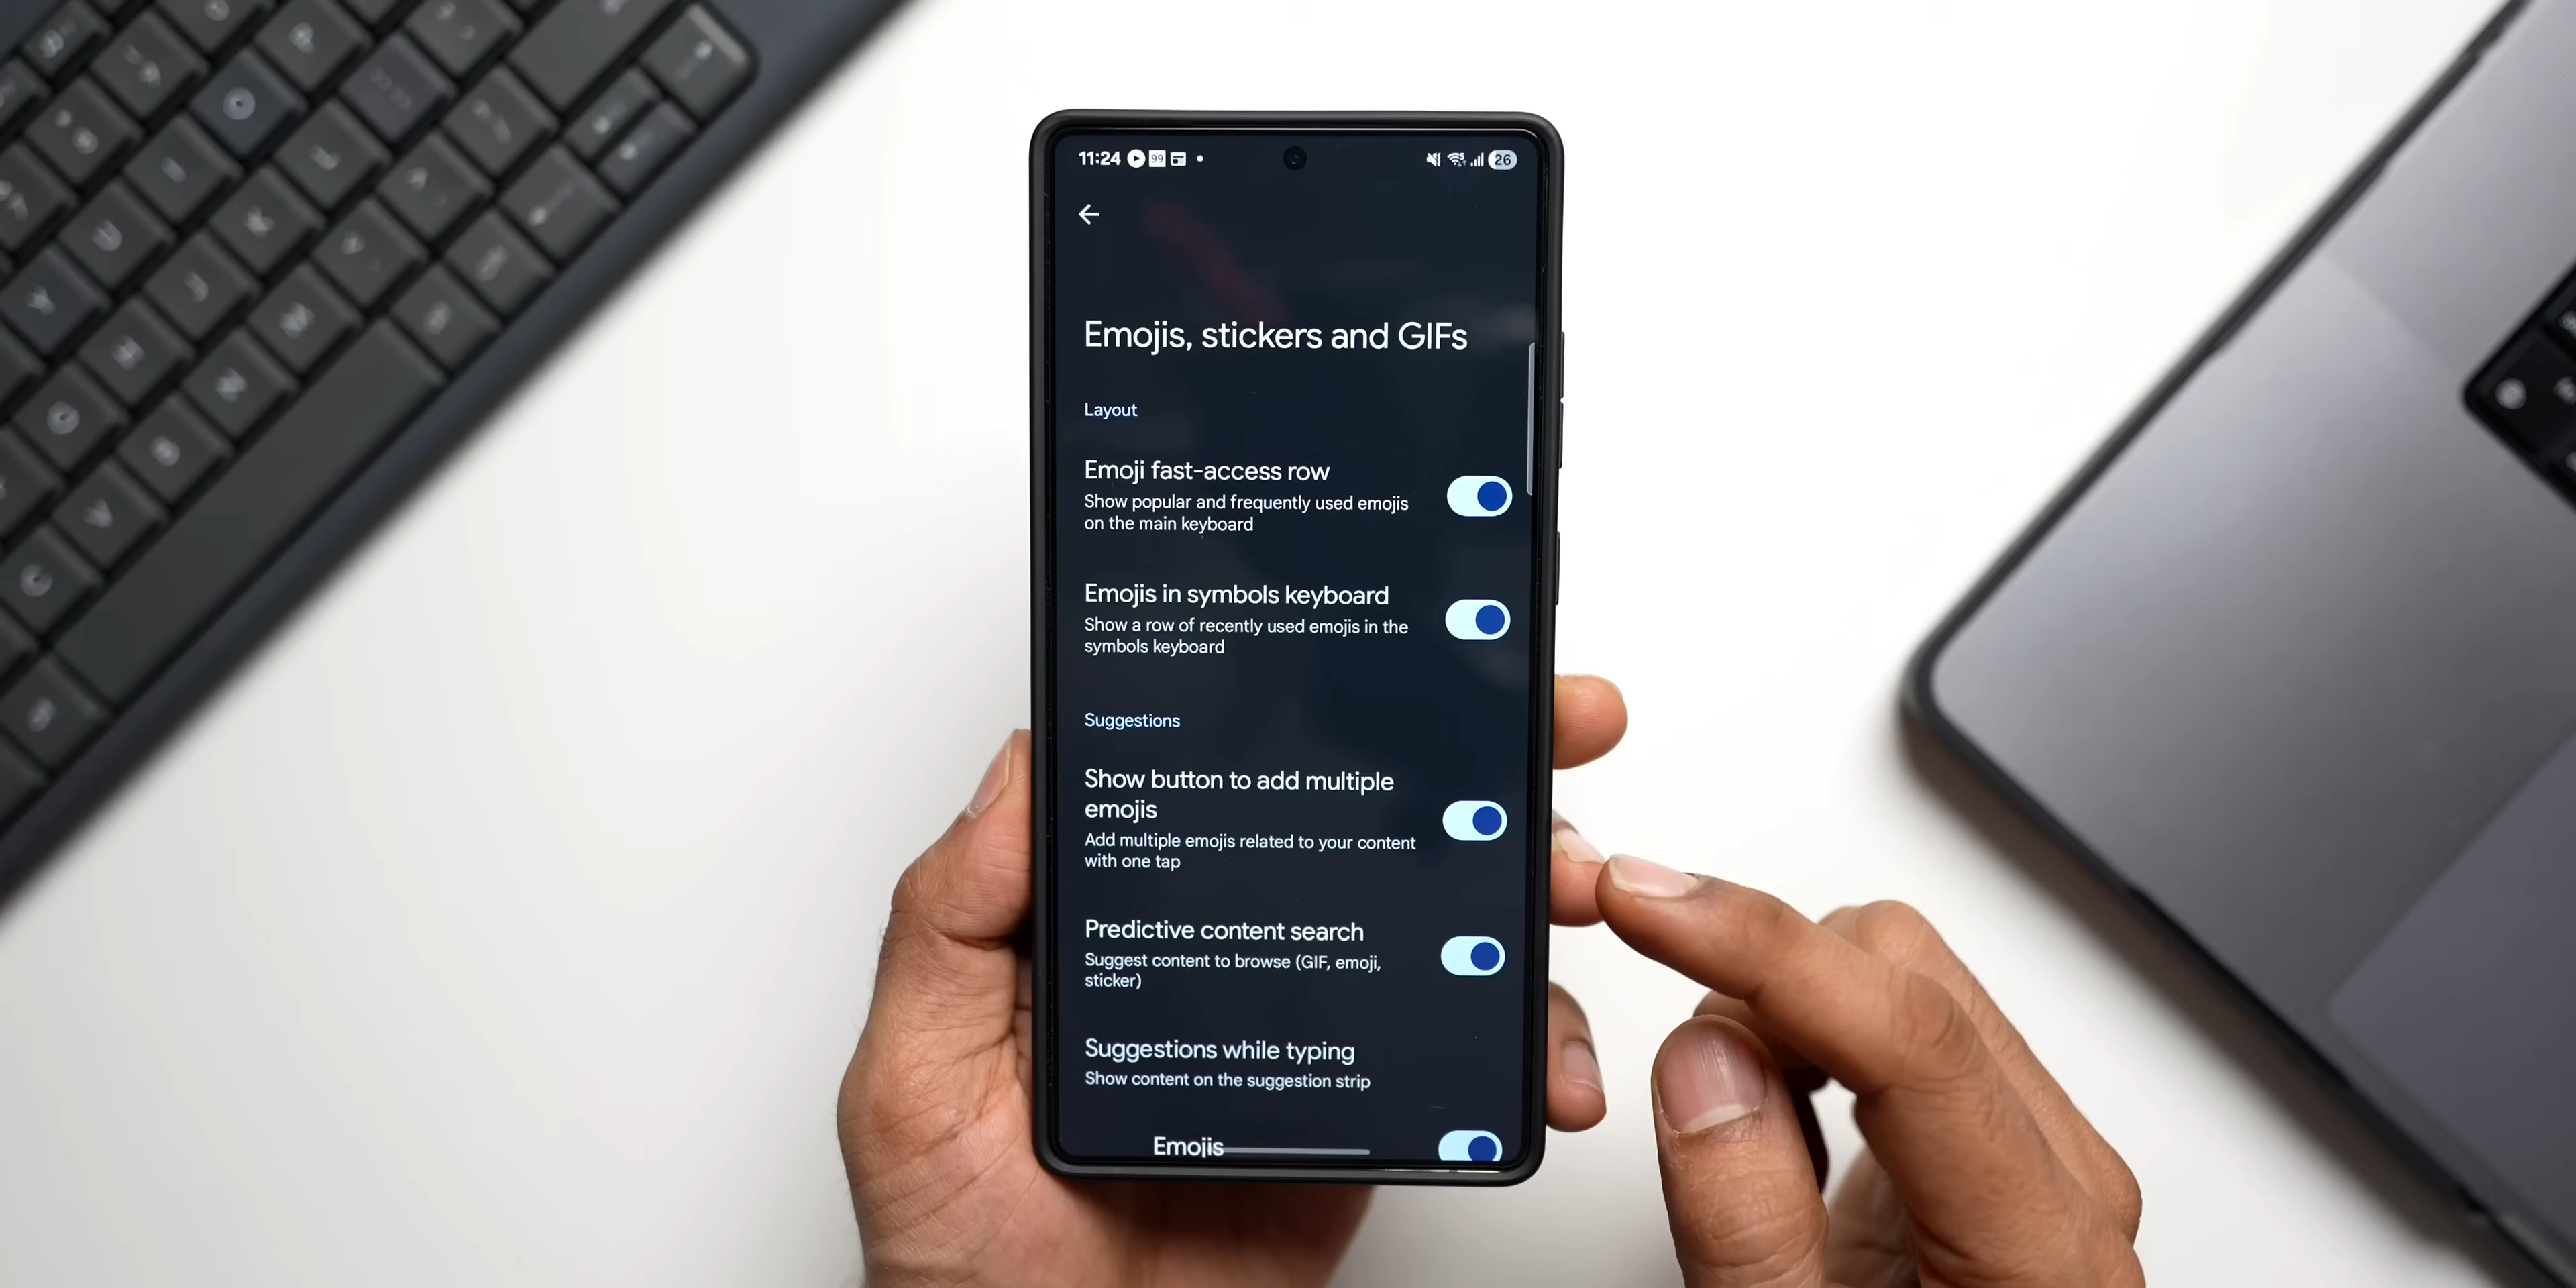 11:24 99 26
Emojis, stickers and GIFs
Layout
Emoji fast-access row
Show popular and frequently used emojis
on the main keyboard
Emojis in symbols keyboard
Show a row of recently used emojis in the
symbols keyboard
Suggestions
Show button to add multiple
emojis
Add multiple emojis related to your content
with one tap
Predictive content search
Suggest content to browse (GIF, emoji,
sticker)
Suggestions while typing
Show content on the suggestion strip
Emojis